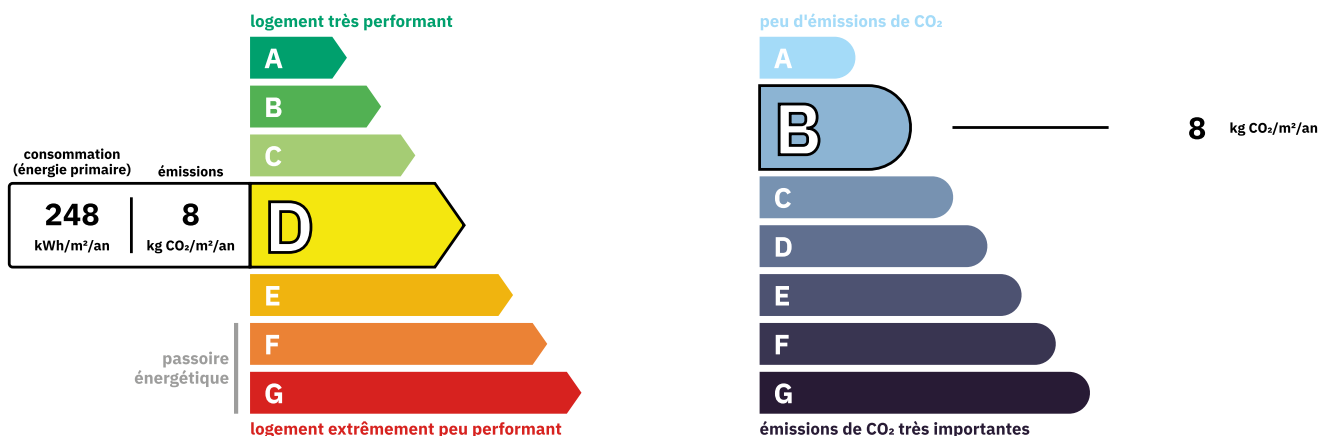 logement très performant
A
B
C
consommation
(énergie primaire)
émissions
248
kWh/m²/an
8
kg CO₂/m²/an
D
E
F
G
passoire
énergétique
logement extrêmement peu performant
peu d'émissions de CO₂
A
B
8 kg CO₂/m²/an
C
D
E
F
G
émissions de CO₂ très importantes